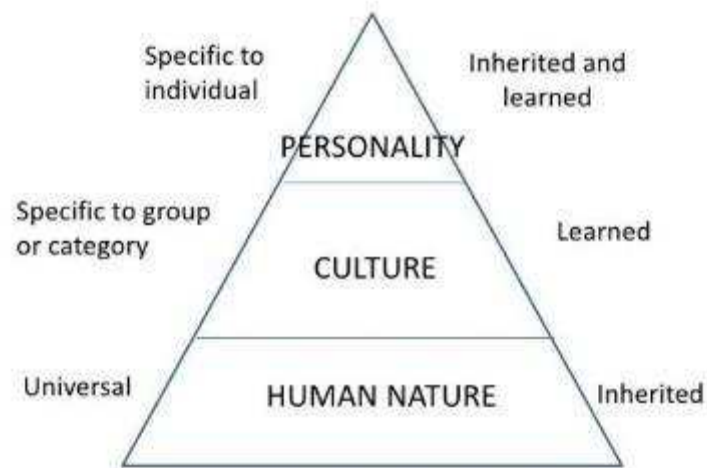 Specific to
individual
Inherited and
learned
PERSONALITY
Specific to group
or category
Learned
CULTURE
Universal
HUMAN NATURE
Inherited